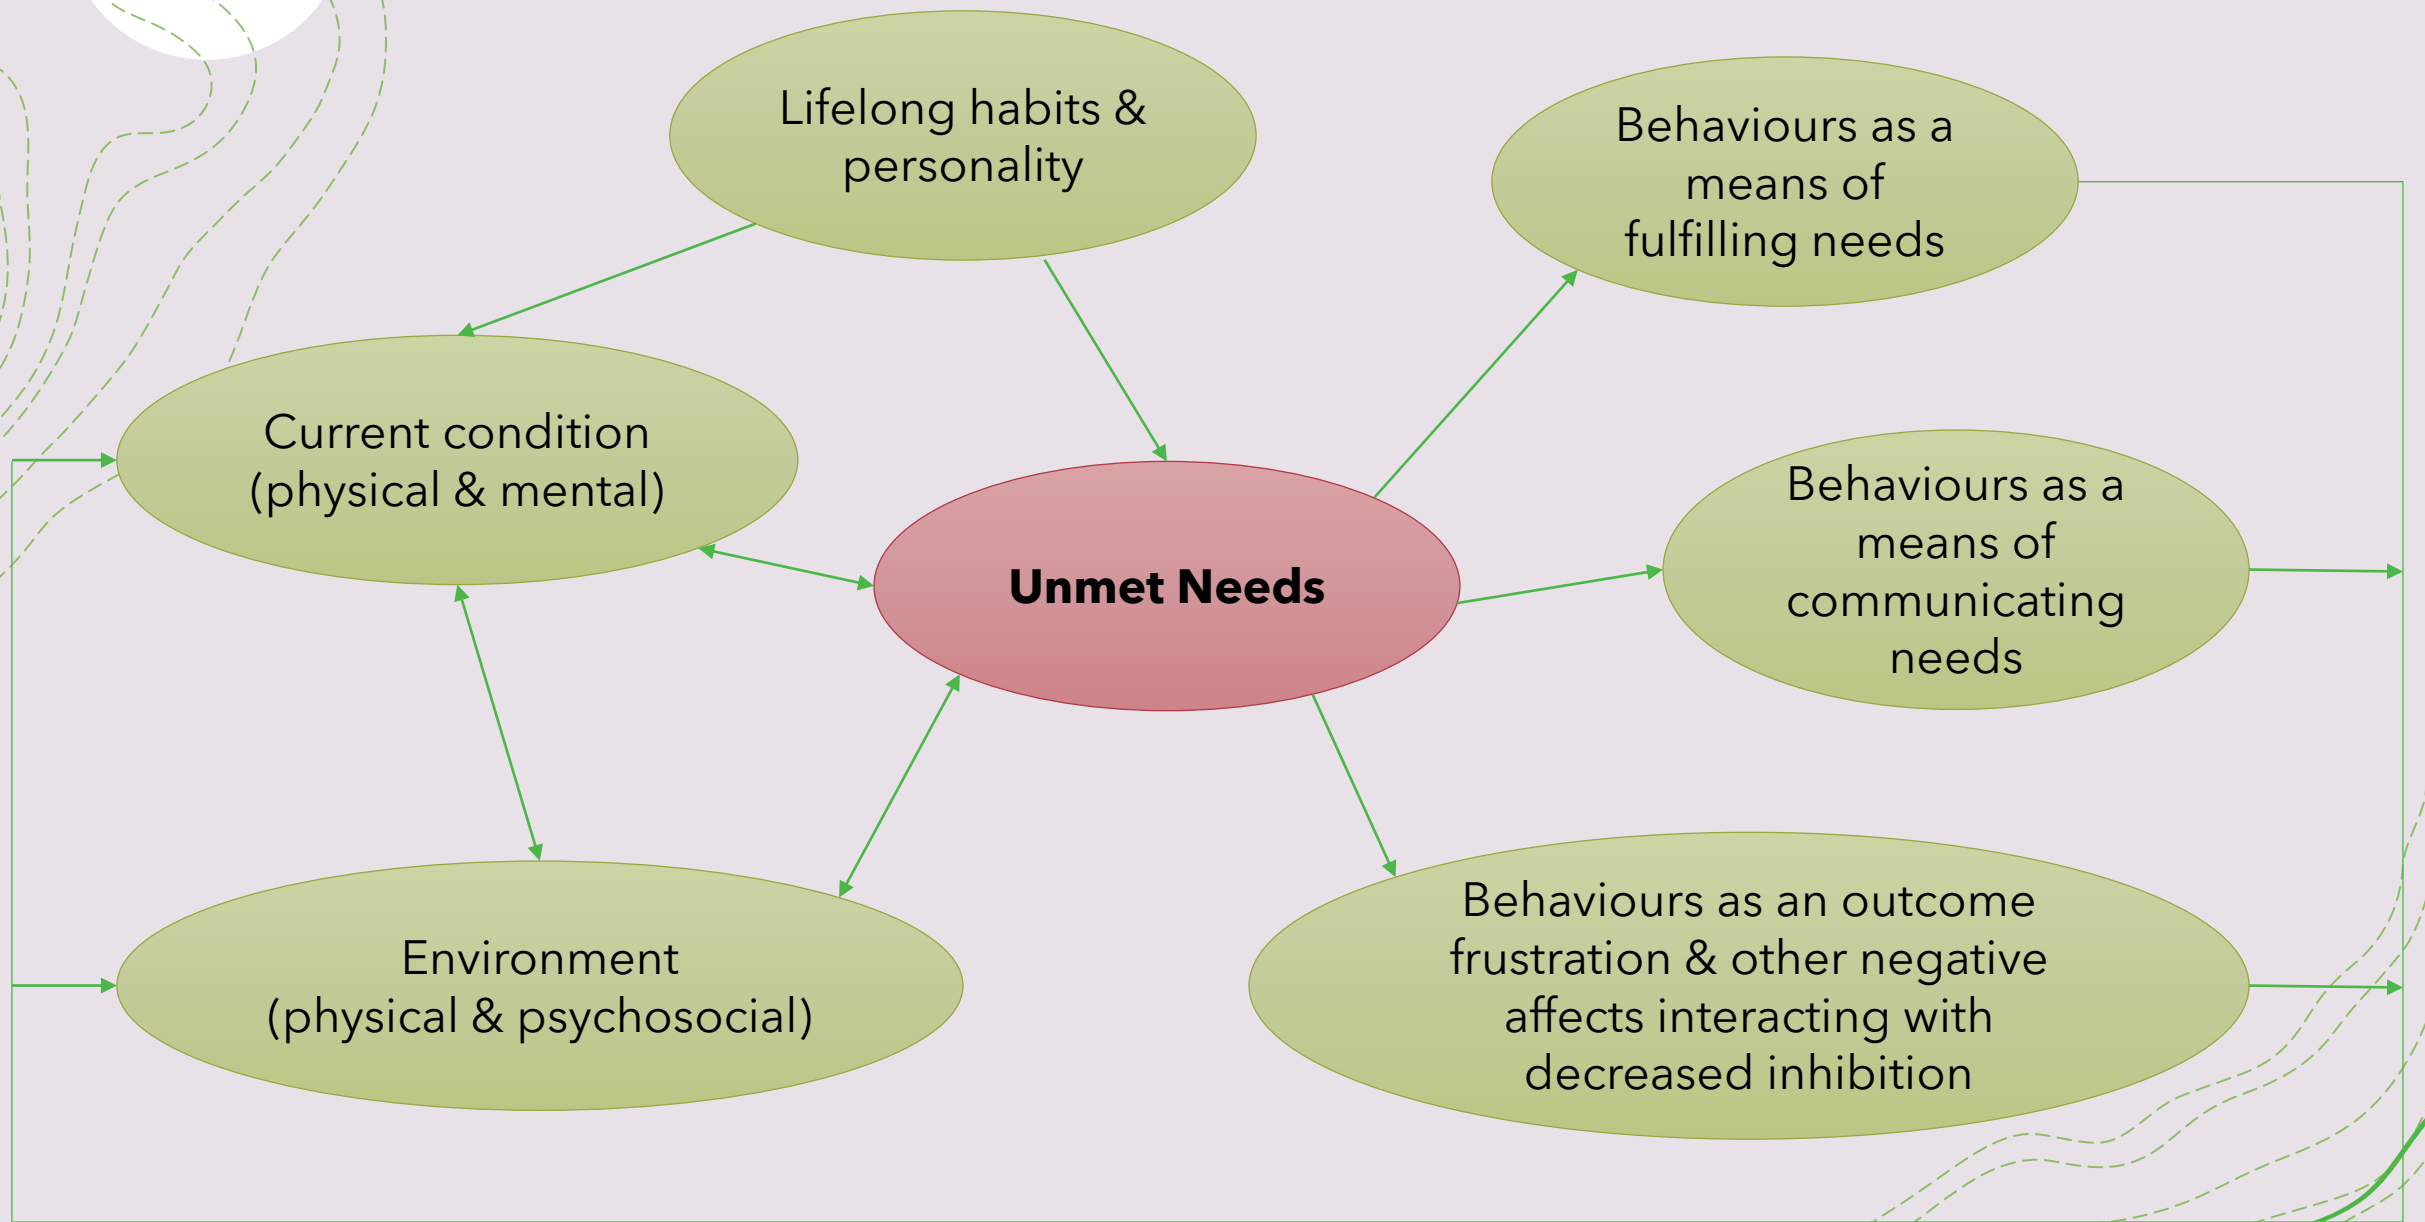 Lifelong habits &
personality
Behaviours as a
means of
fulfilling needs
Current condition
(physical & mental)
Behaviours as a
means of
communicating
needs
Unmet Needs
Environment
(physical & psychosocial)
Behaviours as an outcome
frustration & other negative
affects interacting with
decreased inhibition